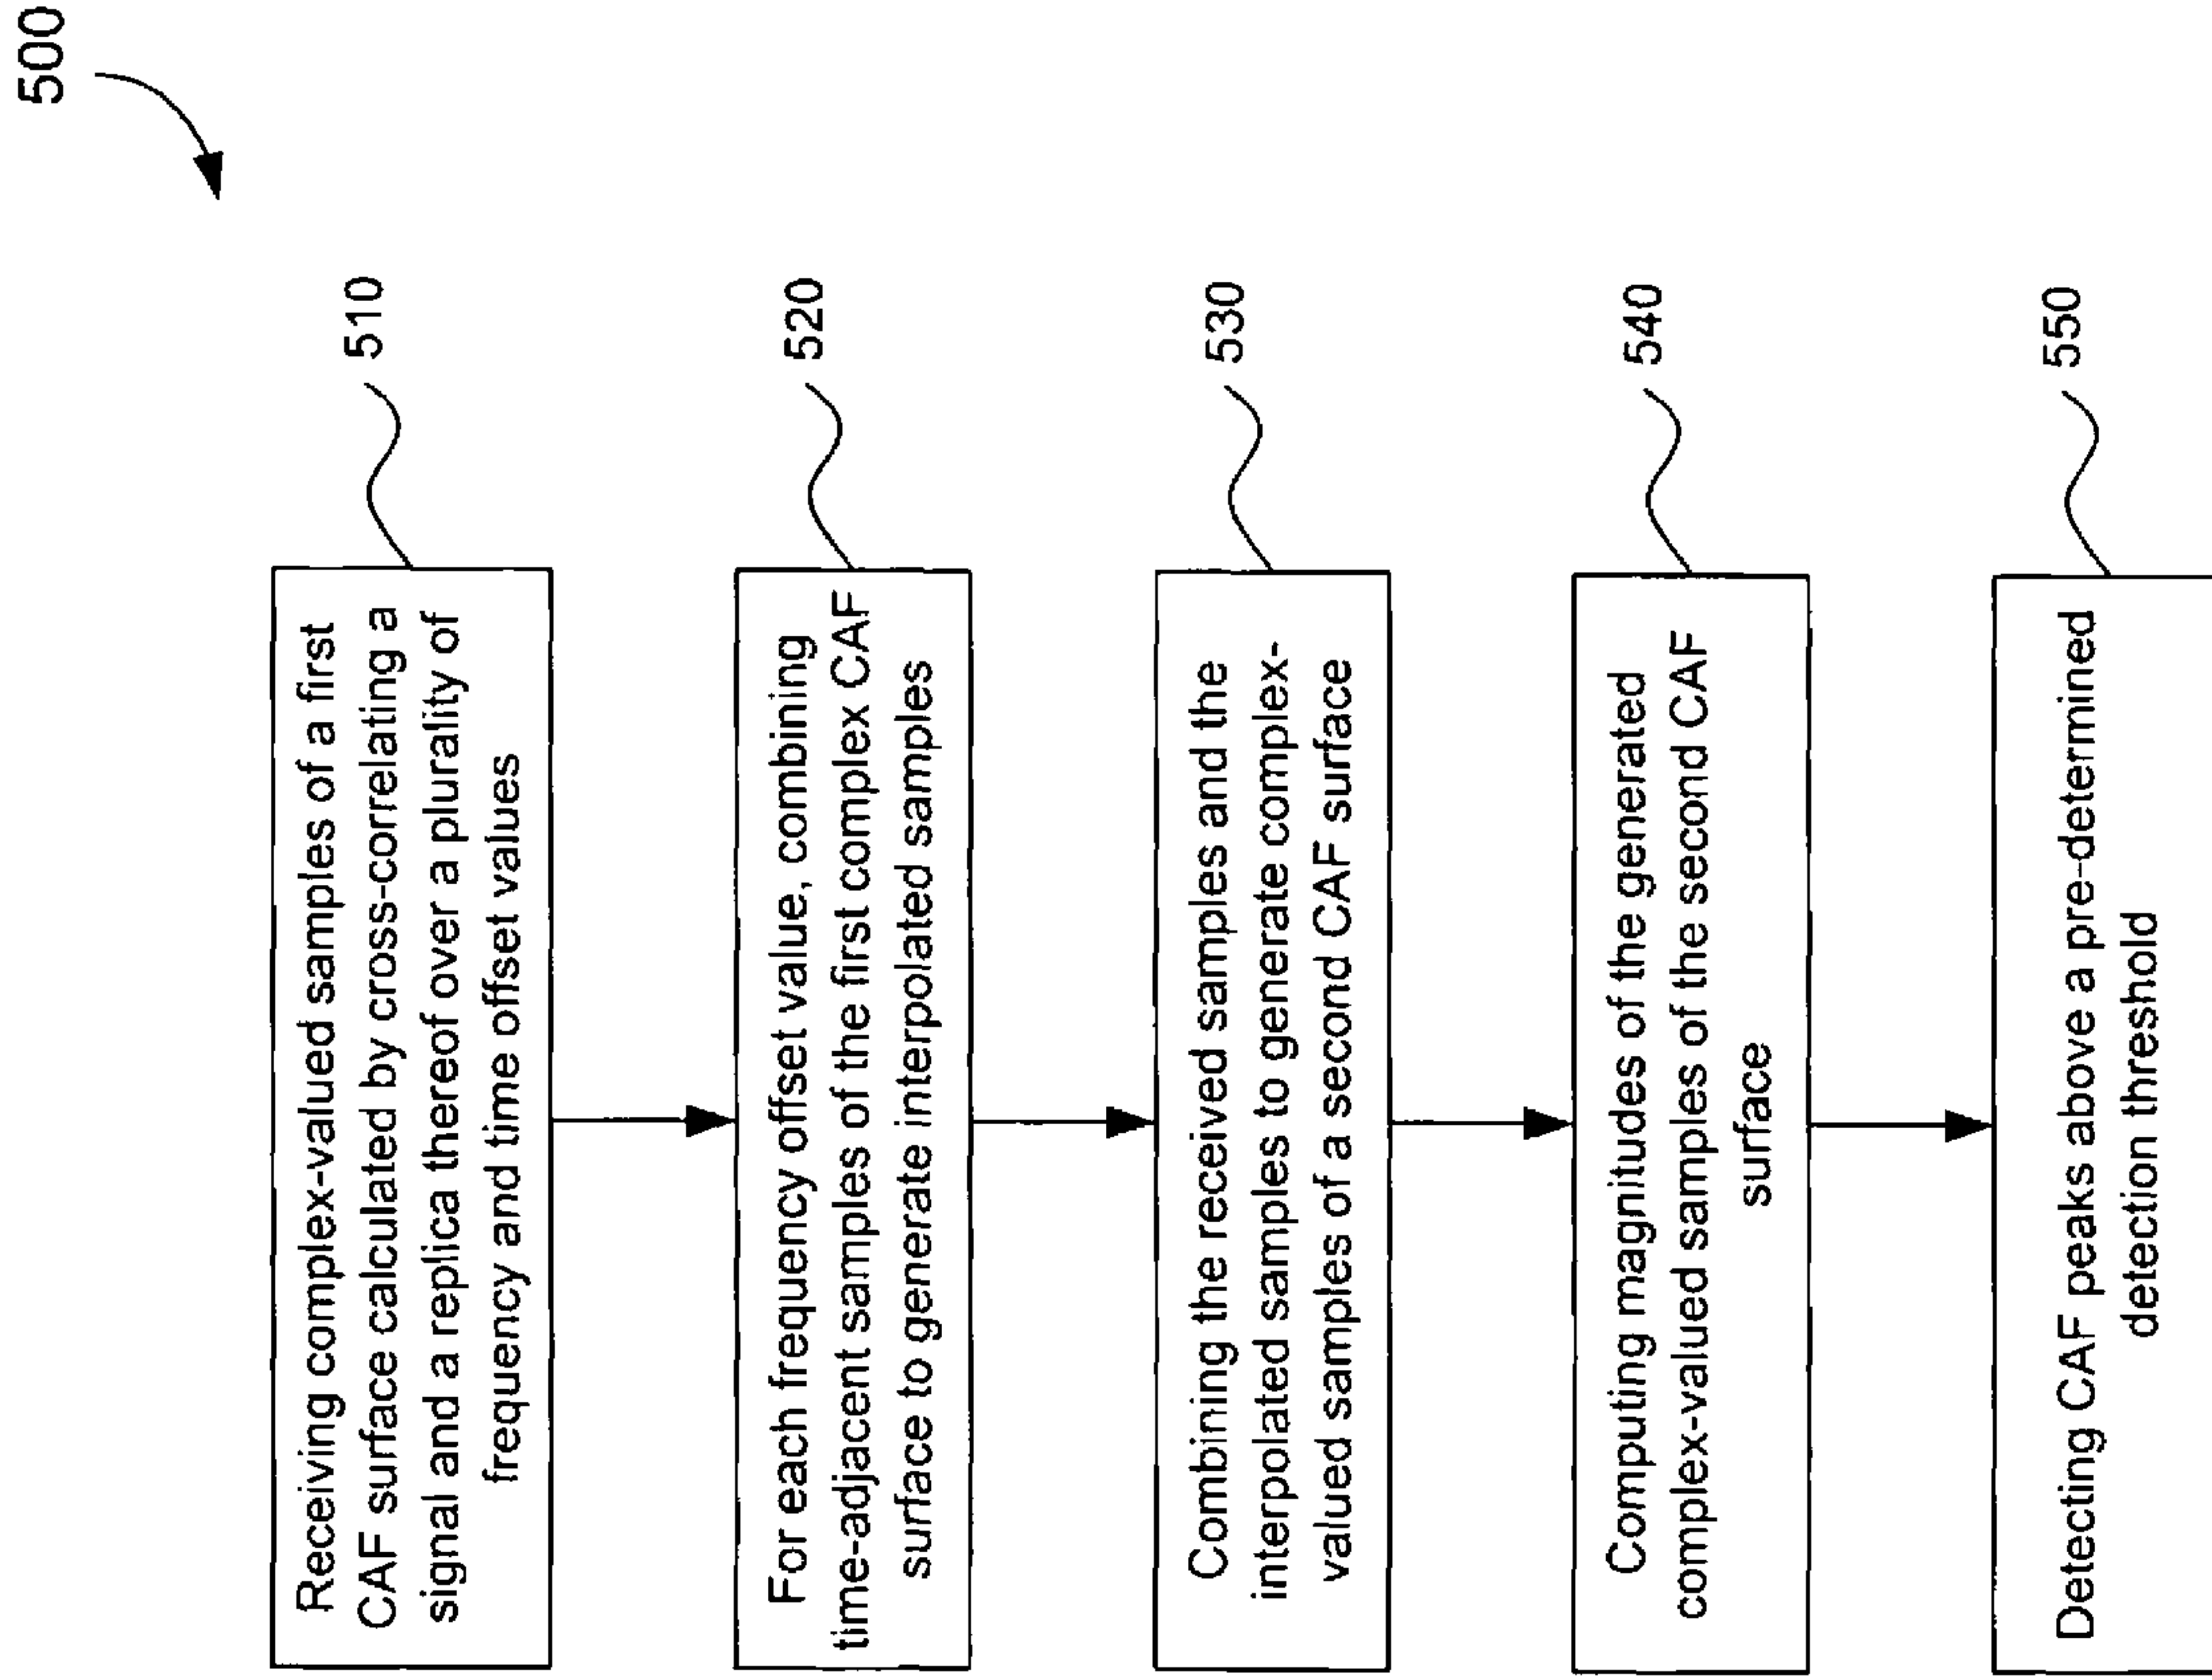 500
Receiving complex-valued samples of a first
CAF surface calculated by cross-correlating a
signal and a replica thereof over a plurality of
frequency and time offset values
510
For each frequency offset value, combining
time-adjacent samples of the first complex CAF
surface to generate interpolated samples
520
Combining the received samples and the
interpolated samples to generate complex-
valued samples of a second CAF surface
530
Computing magnitudes of the generated
complex-valued samples of the second CAF
surface
540
Detecting CAF peaks above a pre-determined
detection threshold
550